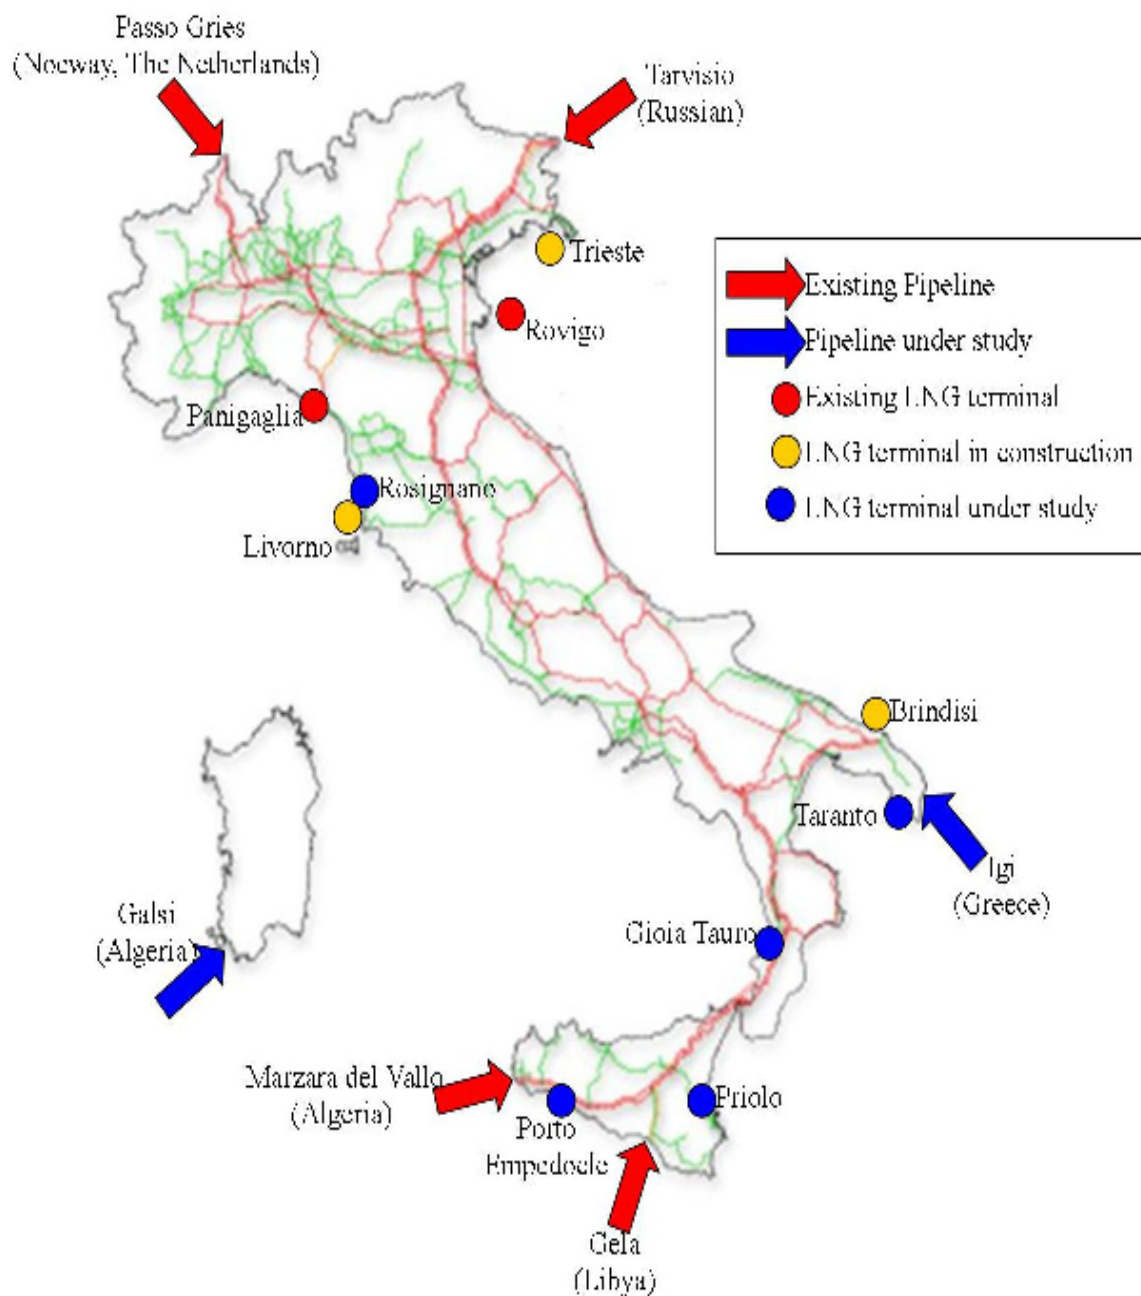 Passo Gries
(Noeway, The Netherlands)
Tarvisio
(Russian)
Trieste
Rovigo
Existing Pipeline
Pipeline under study
Existing LNG terminal
LNG terminal in construction
LNG terminal under study
Panigaglia
Rosignano
Livorno
Brindisi
Taranto
Igi
(Greece)
Galsi
(Algeria)
Gioia Tauro
Marzara del Vallo
(Algeria)
Porto
Empedocle
Priolo
Gela
(Libya)